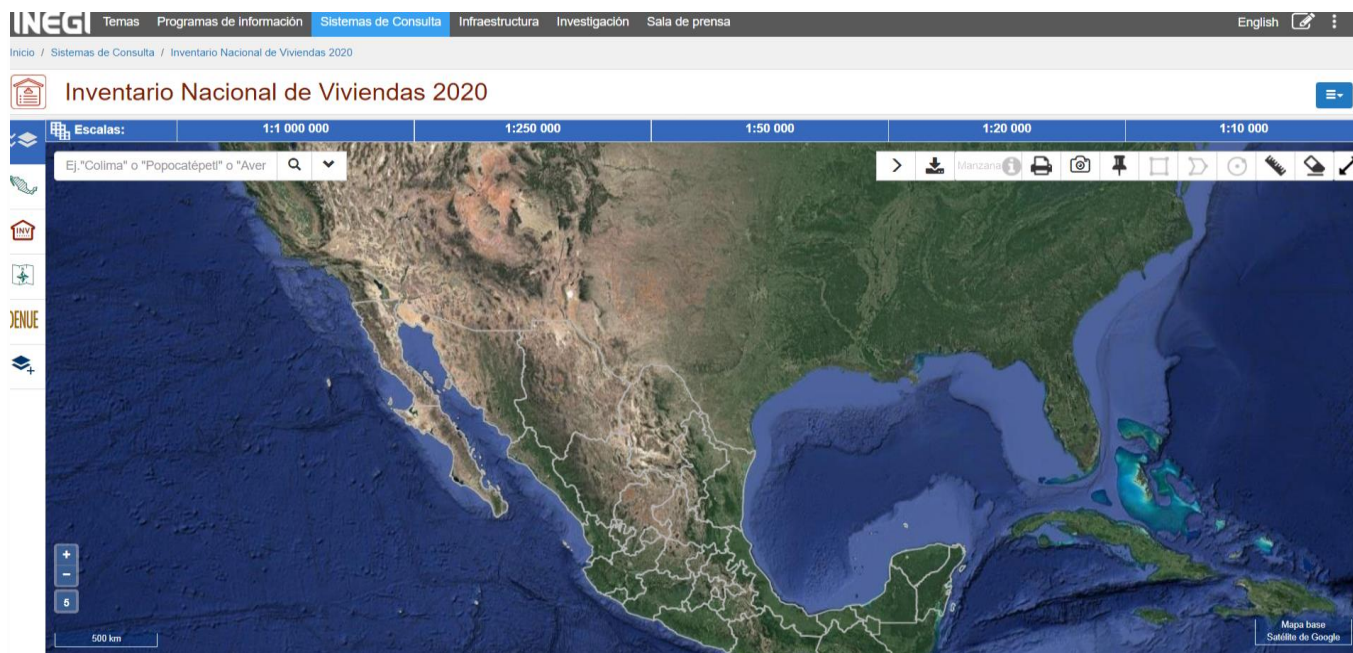 INEGI Temas Programas de información Sistemas de Consulta Infraestructura Investigación Sala de prensa English
Inicio / Sistemas de Consulta / Inventario Nacional de Viviendas 2020
Inventario Nacional de Viviendas 2020
Escalas: 1:1 000 000 1:250 000 1:50 000 1:20 000 1:10 000
Ej."Colima" o "Popocatépetl" o "Aver
Manzana
INV
DENUE
+
-
5
500 km
Mapa base
Satélite de Google